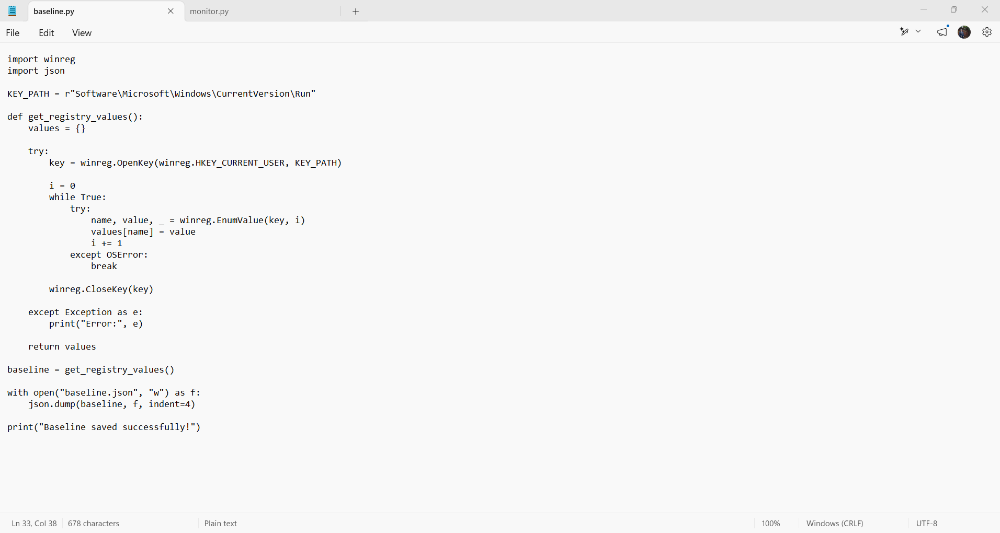 baseline.py
monitor.py
File Edit View
import winreg
import json
KEY_PATH = r"Software\Microsoft\Windows\CurrentVersion\Run"
def get_registry_values():
    values = {}
    try:
        key = winreg.OpenKey(winreg.HKEY_CURRENT_USER, KEY_PATH)
        i = 0
        while True:
            try:
                name, value, _ = winreg.EnumValue(key, i)
                values[name] = value
                i += 1
            except OSError:
                break
        winreg.CloseKey(key)
    except Exception as e:
        print("Error:", e)
    return values
baseline = get_registry_values()
with open("baseline.json", "w") as f:
    json.dump(baseline, f, indent=4)
print("Baseline saved successfully!")
Ln 33, Col 38 678 characters Plain text 100% Windows (CRLF) UTF-8